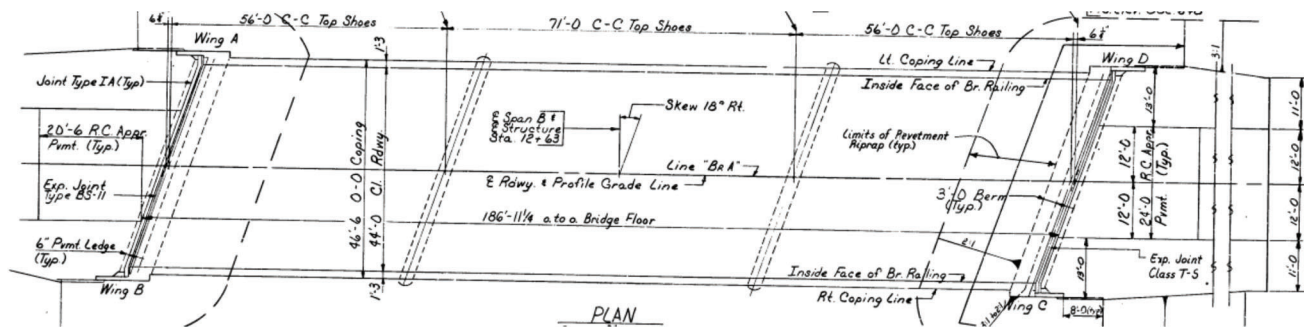 56'-0 C-C Top Shoes
71'-0 C-C Top Shoes
56'-0 C-C Top Shoes
Wing A
1'-3
Wing D
3:1
Lt. Coping Line
Inside Face of Br. Railing
Joint Type IA (Typ)
Skew 18° Rt.
Span B &
Structure
Sta. 12+63
20'-6 R.C. Appr.
Pvmt. (Typ.)
46'-6 O-O Coping
44'-0 Cl. Rdwy.
Limits of Revetment
Riprap (typ.)
13'-0
12'-0
12'-0
24'-0 R.C. Appr.
Pvmt. (Typ.)
11'-0
12'-0
12'-0
11'-0
Line "BRA"
℄ Rdwy. & Profile Grade Line
Exp. Joint
Type BS-11
3'-0 Berm
(Typ.)
186'-11 1/4 o. to o. Bridge Floor
6" Pvmt. Ledge
(Typ.)
2:1
13'-0
Exp. Joint
Class T-S
Inside Face of Br. Railing
Rt. Coping Line
Wing B
1'-3
Wing C
8'-0 (typ)
PLAN